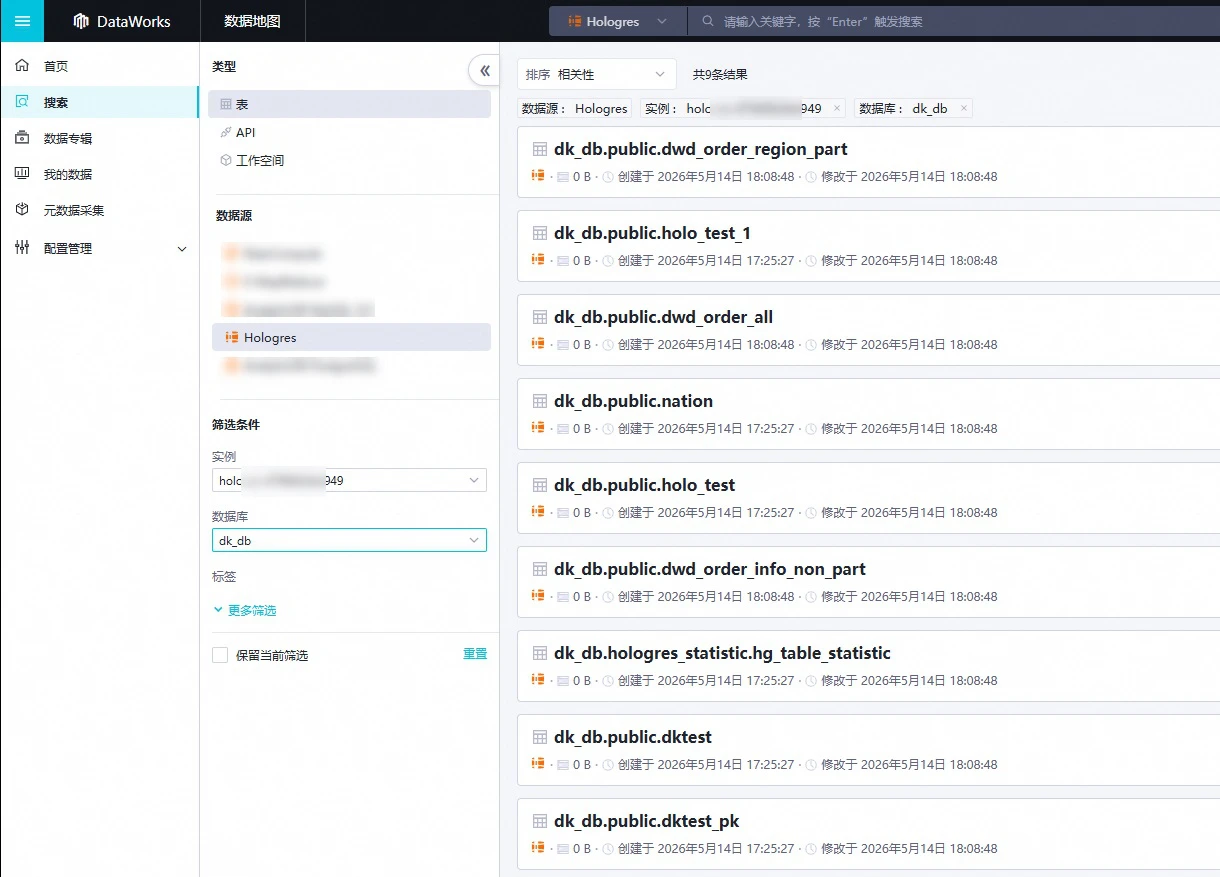 DataWorks
数据地图
Hologres
请输入关键字，按 “Enter” 触发搜索
首页
搜索
数据专辑
我的数据
元数据采集
配置管理
类型
表
API
工作空间
数据源
Hologres
筛选条件
实例
holo 949
数据库
dk_db
标签
更多筛选
保留当前筛选 重置
排序 相关性
共9条结果
数据源： Hologres 实例： holo 949 × 数据库： dk_db ×
dk_db.public.dwd_order_region_part
· 0 B · 创建于 2026年5月14日 18:08:48 · 修改于 2026年5月14日 18:08:48
dk_db.public.holo_test_1
· 0 B · 创建于 2026年5月14日 17:25:27 · 修改于 2026年5月14日 18:08:48
dk_db.public.dwd_order_all
· 0 B · 创建于 2026年5月14日 18:08:48 · 修改于 2026年5月14日 18:08:48
dk_db.public.nation
· 0 B · 创建于 2026年5月14日 17:25:27 · 修改于 2026年5月14日 18:08:48
dk_db.public.holo_test
· 0 B · 创建于 2026年5月14日 17:25:27 · 修改于 2026年5月14日 18:08:48
dk_db.public.dwd_order_info_non_part
· 0 B · 创建于 2026年5月14日 18:08:48 · 修改于 2026年5月14日 18:08:48
dk_db.hologres_statistic.hg_table_statistic
· 0 B · 创建于 2026年5月14日 17:25:27 · 修改于 2026年5月14日 18:08:48
dk_db.public.dktest
· 0 B · 创建于 2026年5月14日 17:25:27 · 修改于 2026年5月14日 18:08:48
dk_db.public.dktest_pk
· 0 B · 创建于 2026年5月14日 17:25:27 · 修改于 2026年5月14日 18:08:48